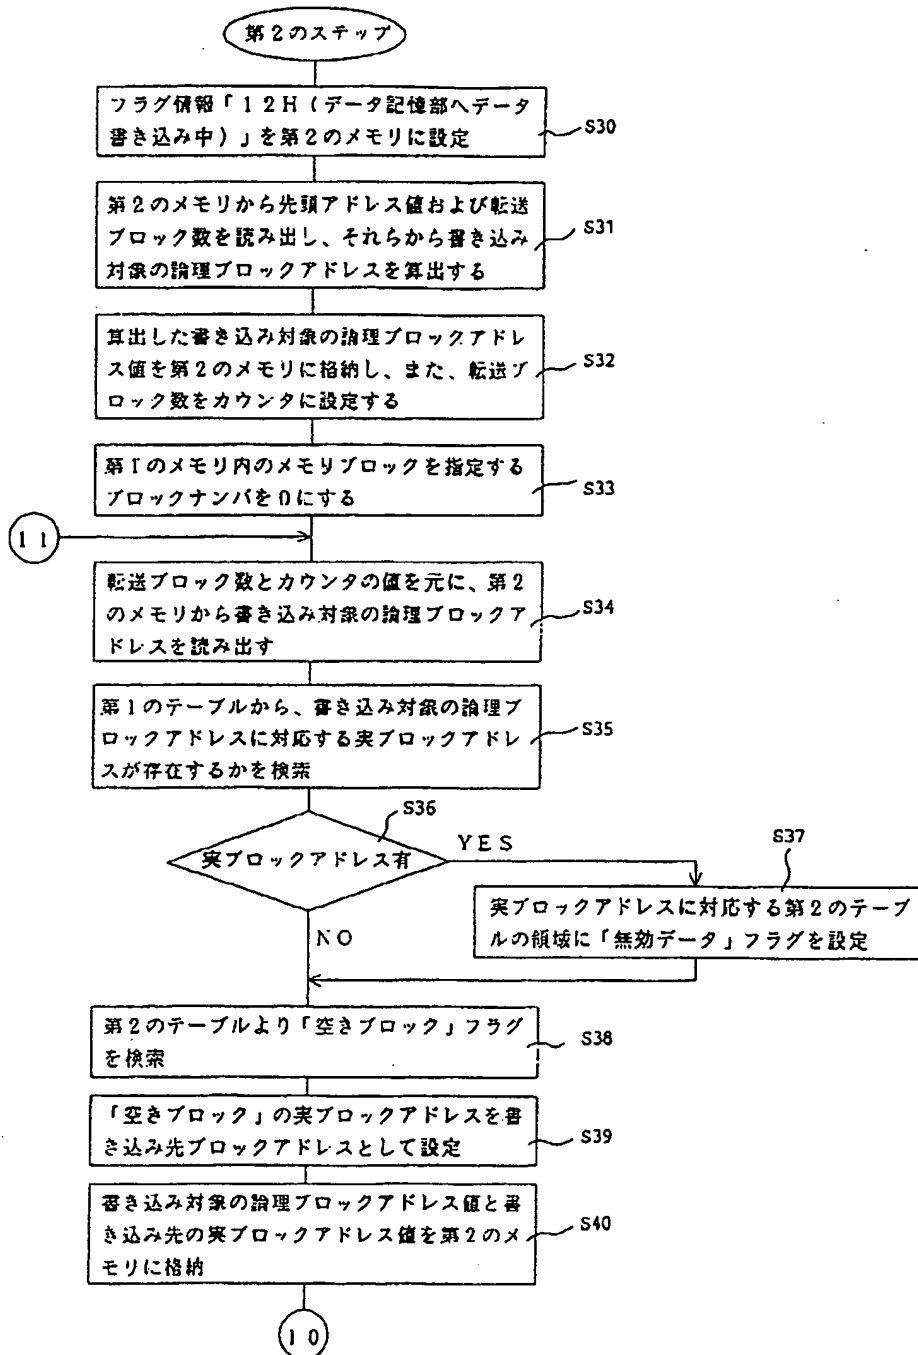 第2のステップ
フラグ情報「12H(データ記憶部へデータ
書き込み中)」を第2のメモリに設定
S30
第2のメモリから先頭アドレス値および転送
ブロック数を読み出し、それらから書き込み
対象の論理ブロックアドレスを算出する
S31
算出した書き込み対象の論理ブロックアドレ
ス値を第2のメモリに格納し、また、転送ブ
ロック数をカウンタに設定する
S32
第1のメモリ内のメモリブロックを指定する
ブロックナンバを0にする
S33
11
転送ブロック数とカウンタの値を元に、第2
のメモリから書き込み対象の論理ブロックア
ドレスを読み出す
S34
第1のテーブルから、書き込み対象の論理ブ
ロックアドレスに対応する実ブロックアドレ
スが存在するかを検索
S35
S36
実ブロックアドレス有
YES
NO
S37
実ブロックアドレスに対応する第2のテーブ
ルの領域に「無効データ」フラグを設定
第2のテーブルより「空きブロック」フラグ
を検索
S38
「空きブロック」の実ブロックアドレスを書
き込み先ブロックアドレスとして設定
S39
書き込み対象の論理ブロックアドレス値と書
き込み先の実ブロックアドレス値を第2のメ
モリに格納
S40
10